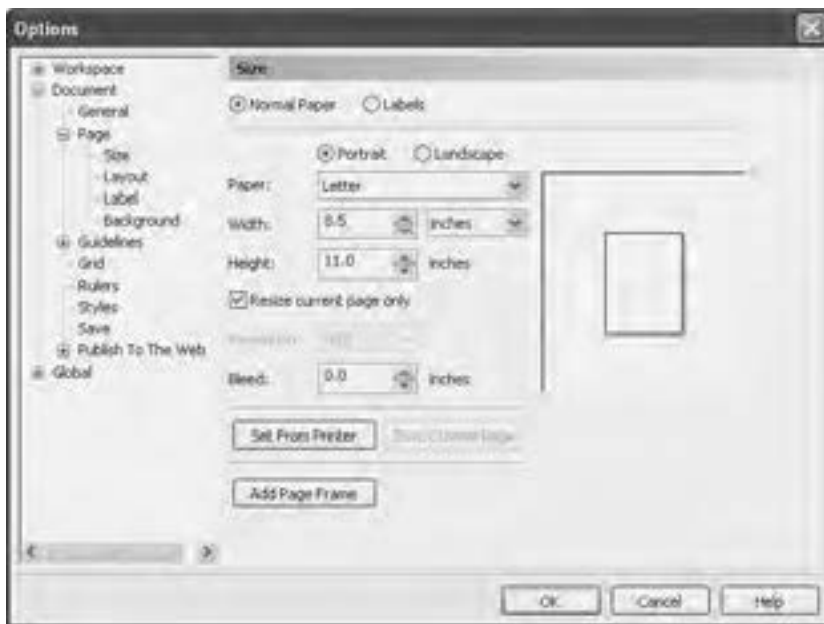 Options
Workspace
Document
General
Page
Size
Layout
Label
Background
Guidelines
Grid
Rulers
Styles
Save
Publish To The Web
Global
Size
Normal Paper Labels
Portrait Landscape
Paper: Letter
Width: 8.5 inches
Height: 11.0 inches
Resize current page only
Bleed: 0.0 inches
Set From Printer
Add Page Frame
OK Cancel Help